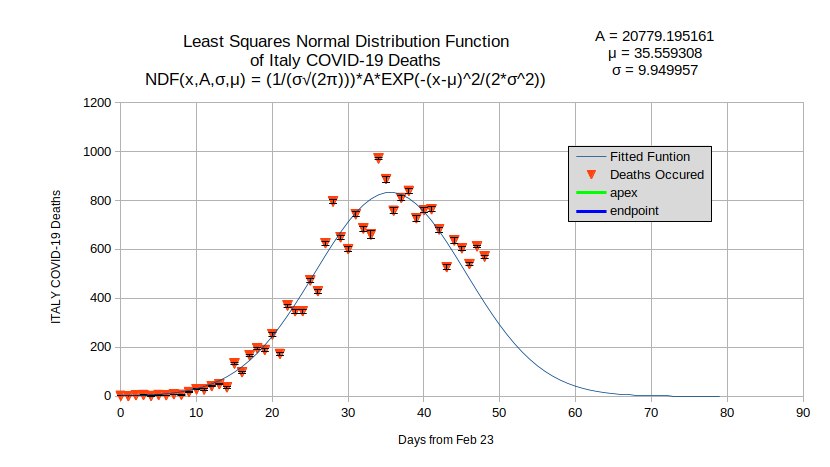 Least Squares Normal Distribution Function
of Italy COVID-19 Deaths
NDF(x,A,σ,μ) = (1/(σ√(2π)))*A*EXP(-(x-μ)^2/(2*σ^2))
A = 20779.195161
μ = 35.559308
σ = 9.949957
1200
1000
800
600
400
200
0
ITALY COVID-19 Deaths
Fitted Funtion
Deaths Occured
apex
endpoint
0 10 20 30 40 50 60 70 80 90
Days from Feb 23